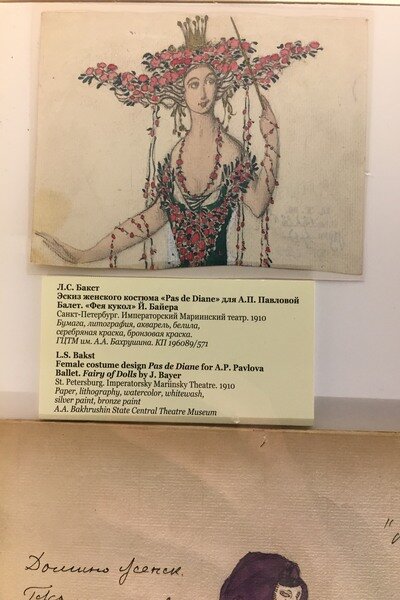 Л.С. Бакст
Эскиз женского костюма «Pas de Diane» для А.П. Павловой
Балет. «Фея кукол» Й. Байера
Санкт-Петербург. Императорский Мариинский театр. 1910
Бумага, литография, акварель, белила,
серебряная краска, бронзовая краска.
ГЦТМ им. А.А. Бахрушина. КП 196089/571
L.S. Bakst
Female costume design Pas de Diane for A.P. Pavlova
Ballet. Fairy of Dolls by J. Bayer
St. Petersburg. Imperatorsky Mariinsky Theatre. 1910
Paper, lithography, watercolor, whitewash,
silver paint, bronze paint
A.A. Bakhrushin State Central Theatre Museum
Домино